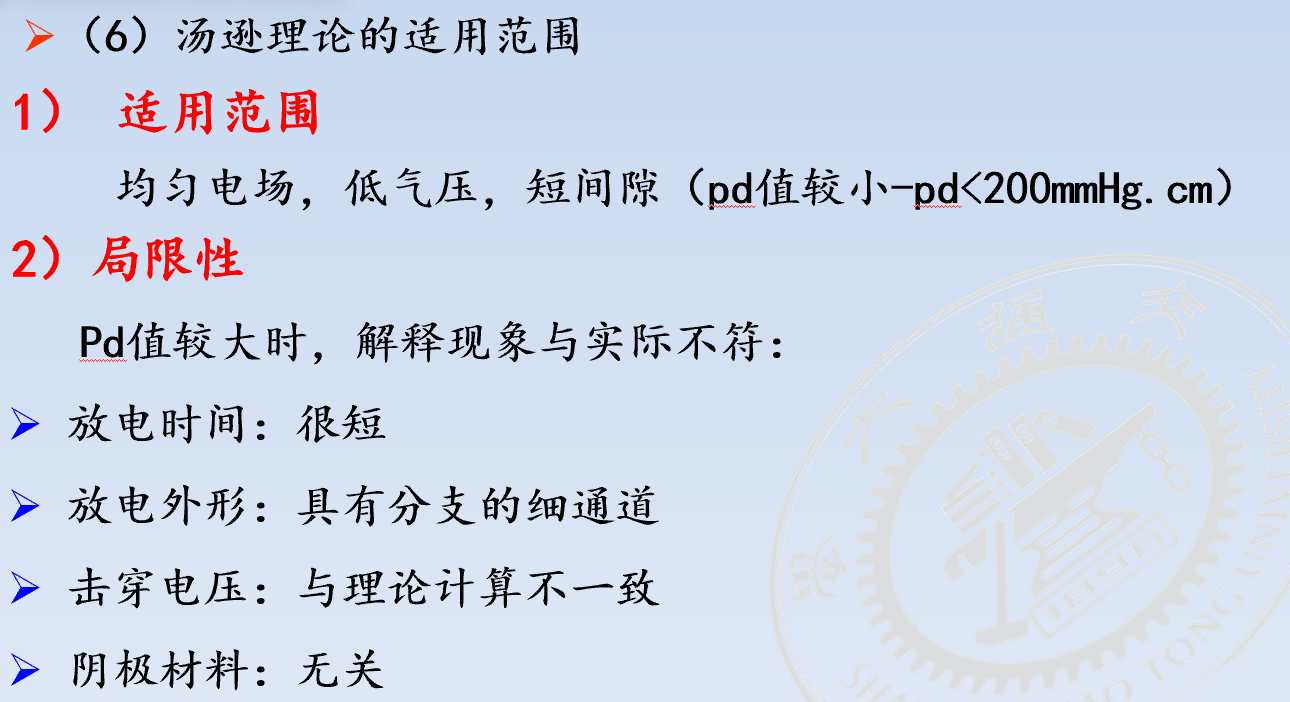 （6）汤逊理论的适用范围
1） 适用范围
均匀电场，低气压，短间隙（pd值较小-pd<200mmHg.cm）
2）局限性
Pd值较大时，解释现象与实际不符：
放电时间：很短
放电外形：具有分支的细通道
击穿电压：与理论计算不一致
阴极材料：无关
交通大
1896